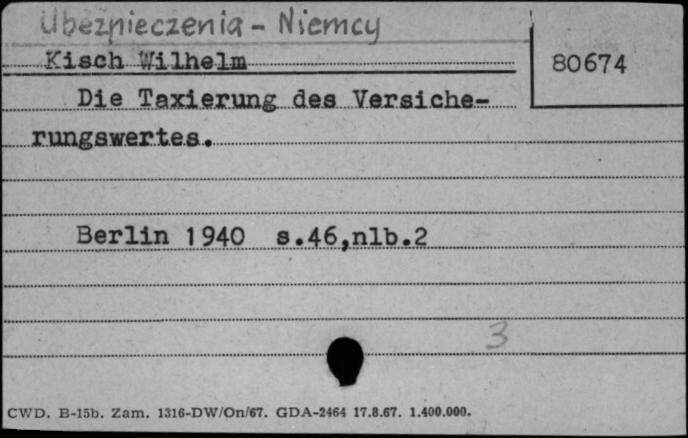 Ubezpieczenia - Niemcy
Kisch Wilhelm
80674
Die Taxierung des Versiche-
rungswertes.
Berlin 1940 s.46,nlb.2
3
CWD. B-15b. Zam. 1316-DW/On/67. GDA-2464 17.8.67. 1.400.000.